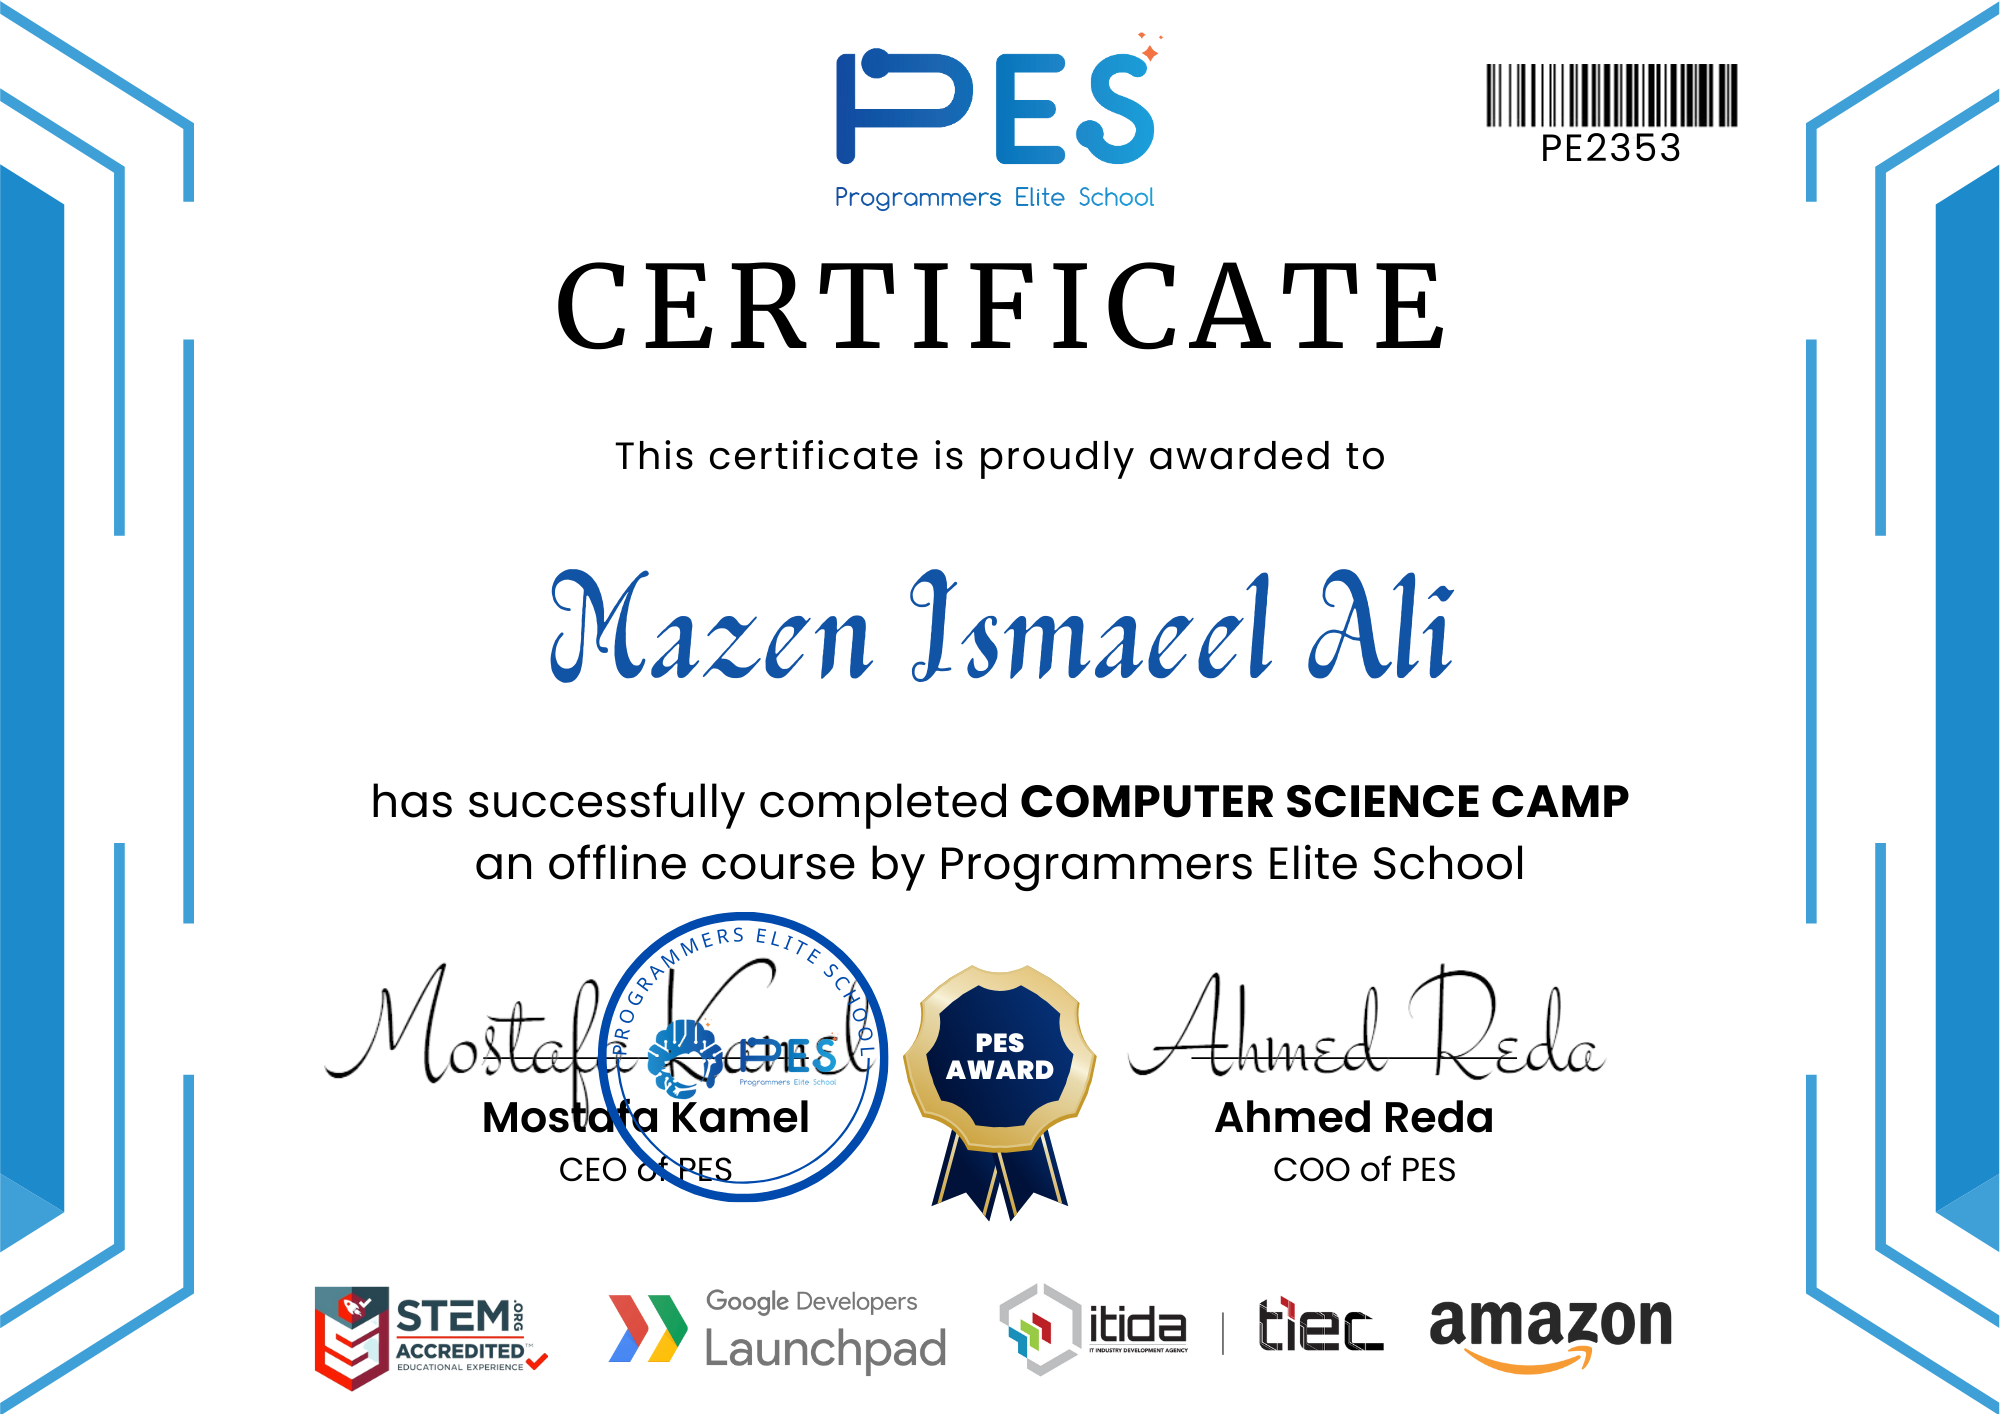 PES
Programmers Elite School
PE2353
CERTIFICATE
This certificate is proudly awarded to
Mazen Ismaeel Ali
has successfully completed COMPUTER SCIENCE CAMP
an offline course by Programmers Elite School
Mostafa Kamel
PROGRAMMERS ELITE SCHOOL
PES
Programmers Elite School
Mostafa Kamel
CEO of PES
PES
AWARD
Ahmed Reda
Ahmed Reda
COO of PES
STEM.ORG
ACCREDITED™
EDUCATIONAL EXPERIENCE
Google Developers
Launchpad
itida
IT INDUSTRY DEVELOPMENT AGENCY
tiec
amazon